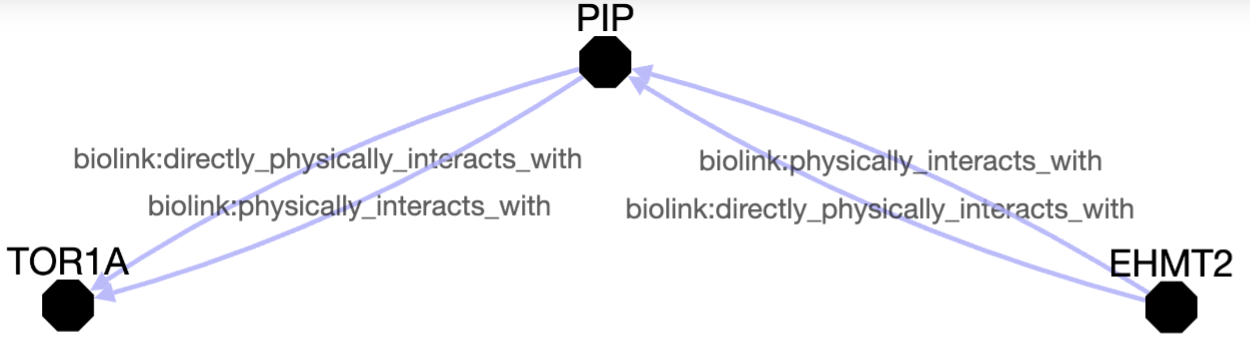 PIP
biolink:directly_physically_interacts_with
biolink:physically_interacts_with
biolink:physically_interacts_with
biolink:directly_physically_interacts_with
TOR1A
EHMT2